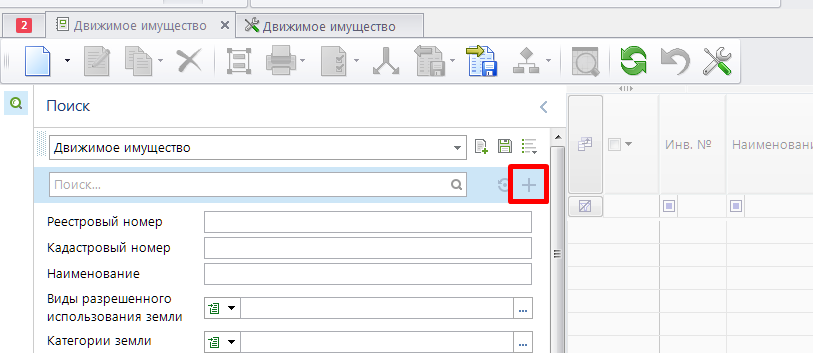 2
Движимое имущество
Движимое имущество
Поиск
Движимое имущество
Поиск...
Реестровый номер
Кадастровый номер
Наименование
Виды разрешенного
использования земли
...
Категории земли
...
Инв. №
Наименовани